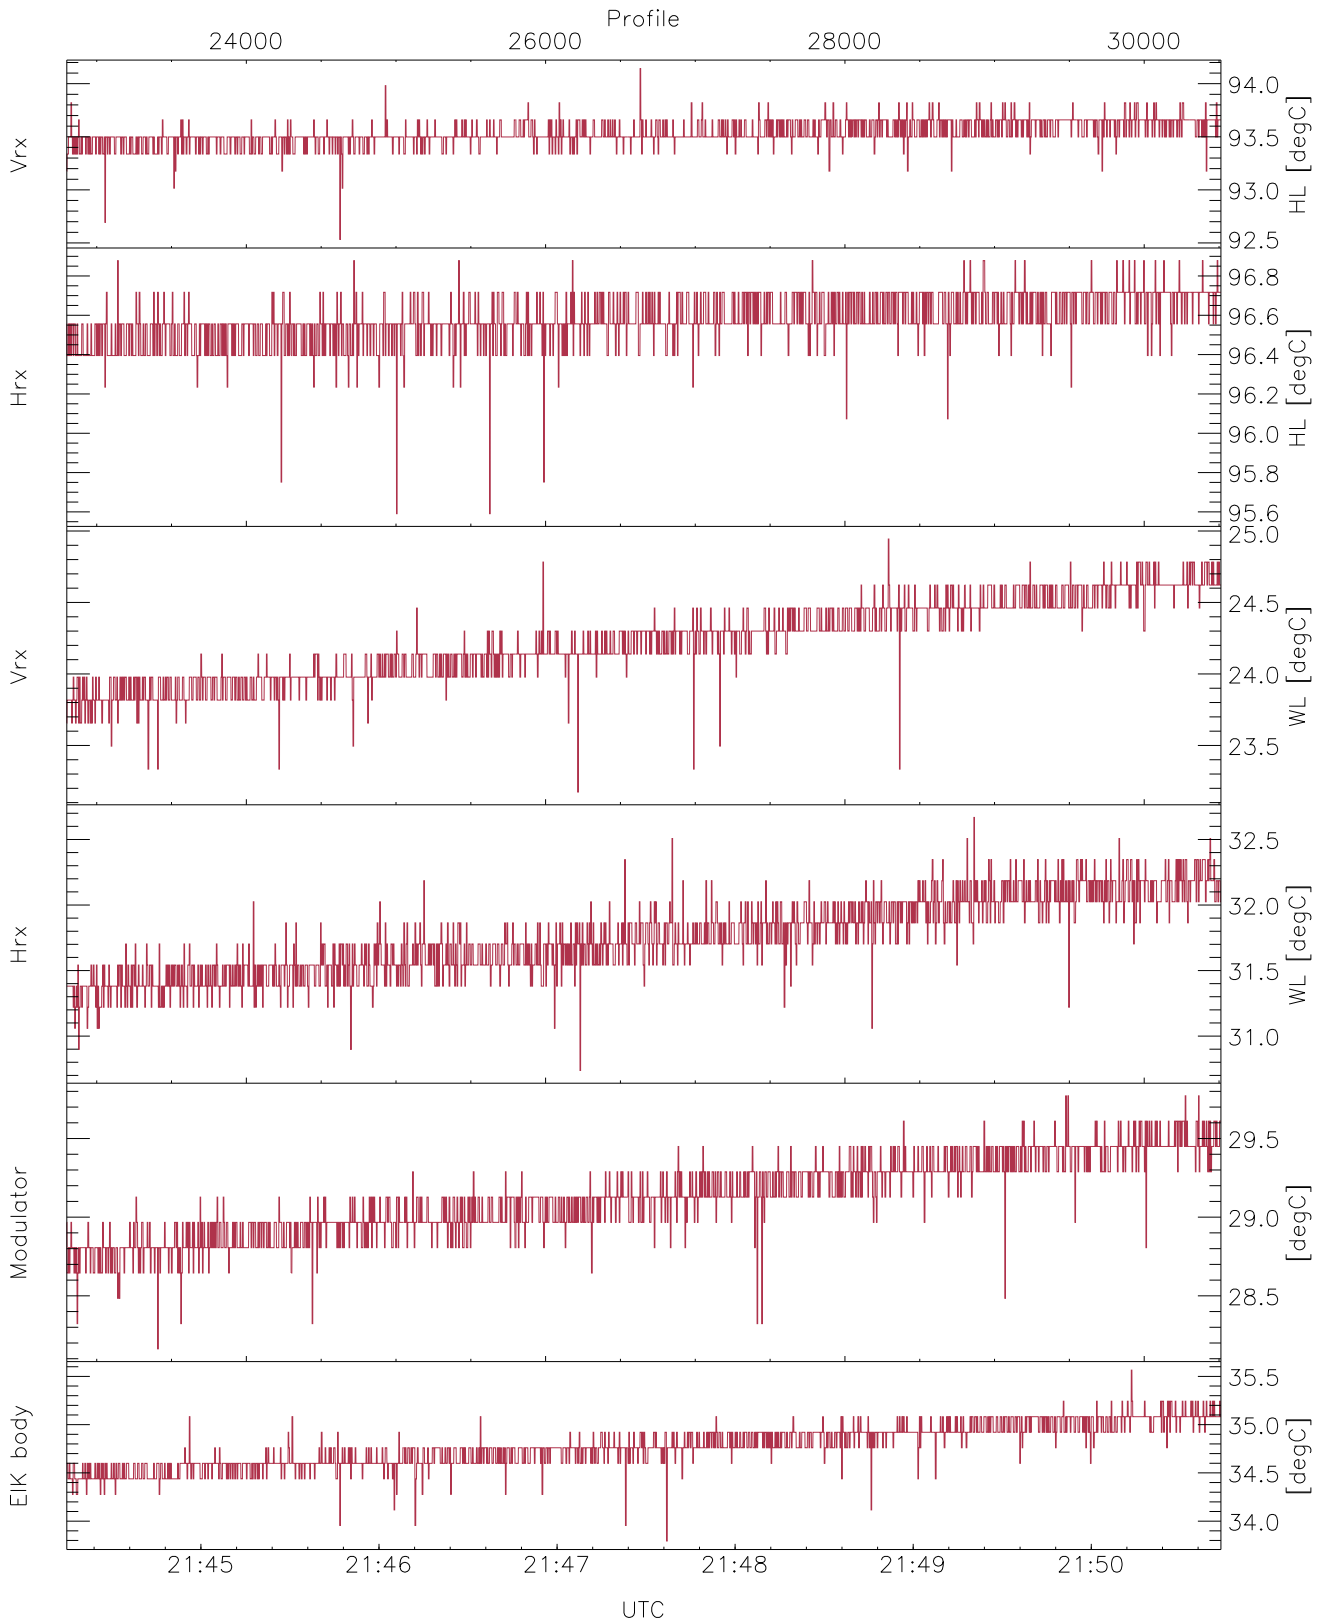 Profile
24000 26000 28000 30000
Vrx
94.0
93.5
93.0
92.5
HL [degC]
Hrx
96.8
96.6
96.4
96.2
96.0
95.8
95.6
HL [degC]
Vrx
25.0
24.5
24.0
23.5
WL [degC]
Hrx
32.5
32.0
31.5
31.0
WL [degC]
Modulator
29.5
29.0
28.5
[degC]
EIK body
35.5
35.0
34.5
34.0
[degC]
21:45 21:46 21:47 21:48 21:49 21:50
UTC